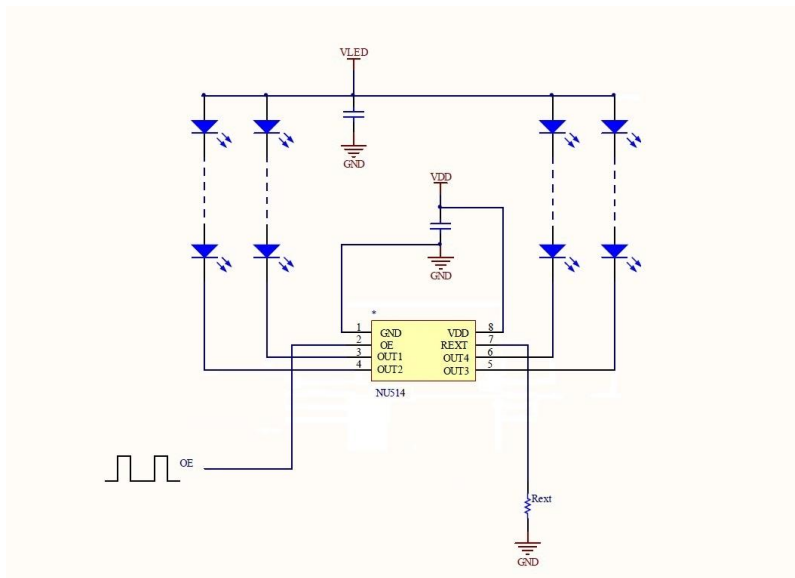 VLED
GND
VDD
GND
*
1 GND VDD 8
2 OE REXT 7
3 OUT1 OUT4 6
4 OUT2 OUT3 5
NU514
OE
Rext
GND